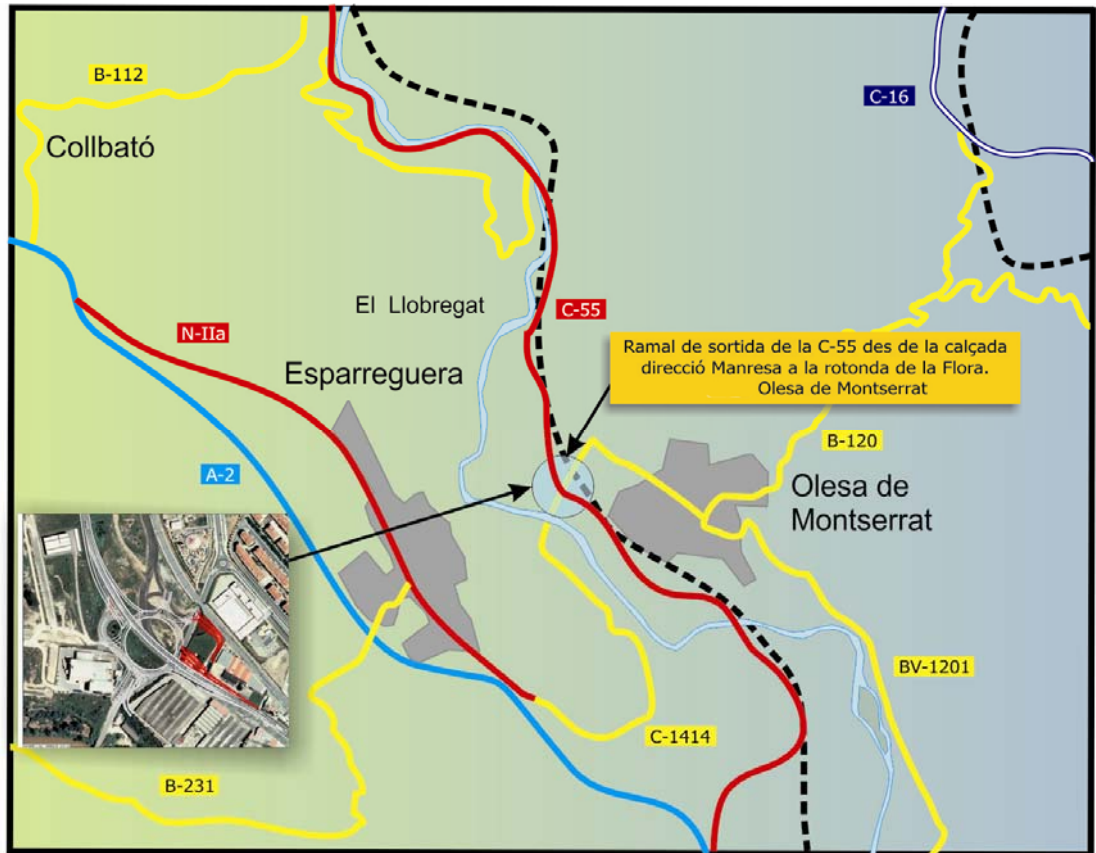 B-112
C-16
Collbató
El Llobregat
C-55
N-IIa
Ramal de sortida de la C-55 des de la calçada
direcció Manresa a la rotonda de la Flora.
Olesa de Montserrat
Esparreguera
B-120
A-2
Olesa de
Montserrat
BV-1201
C-1414
B-231